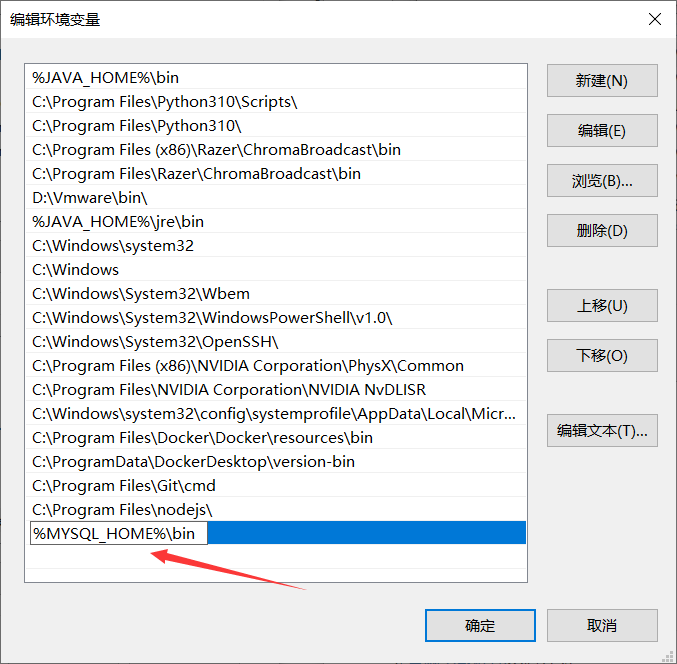 编辑环境变量
%JAVA_HOME%\bin
C:\Program Files\Python310\Scripts\
C:\Program Files\Python310\
C:\Program Files (x86)\Razer\ChromaBroadcast\bin
C:\Program Files\Razer\ChromaBroadcast\bin
D:\Vmware\bin\
%JAVA_HOME%\jre\bin
C:\Windows\system32
C:\Windows
C:\Windows\System32\Wbem
C:\Windows\System32\WindowsPowerShell\v1.0\
C:\Windows\System32\OpenSSH\
C:\Program Files (x86)\NVIDIA Corporation\PhysX\Common
C:\Program Files\NVIDIA Corporation\NVIDIA NvDLISR
C:\Windows\system32\config\systemprofile\AppData\Local\Micr...
C:\Program Files\Docker\Docker\resources\bin
C:\ProgramData\DockerDesktop\version-bin
C:\Program Files\Git\cmd
C:\Program Files\nodejs\
%MYSQL_HOME%\bin
新建(N)
编辑(E)
浏览(B)...
删除(D)
上移(U)
下移(O)
编辑文本(T)...
确定
取消